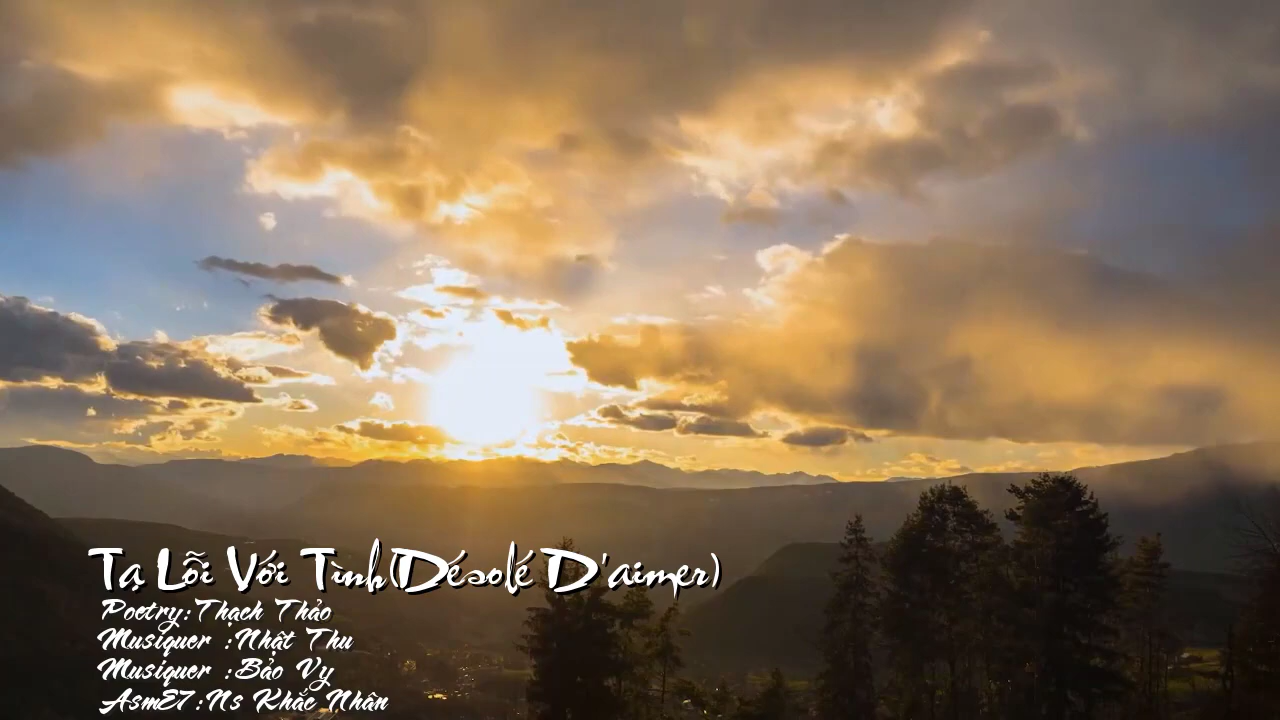 Tạ Lỗi Với Tình(Désolé D'aimer)
Poetry:Thạch Thảo
Musiquer :Nhật Thu
Musiquer :Bảo Vy
AsmE7:Ns Khắc Nhân